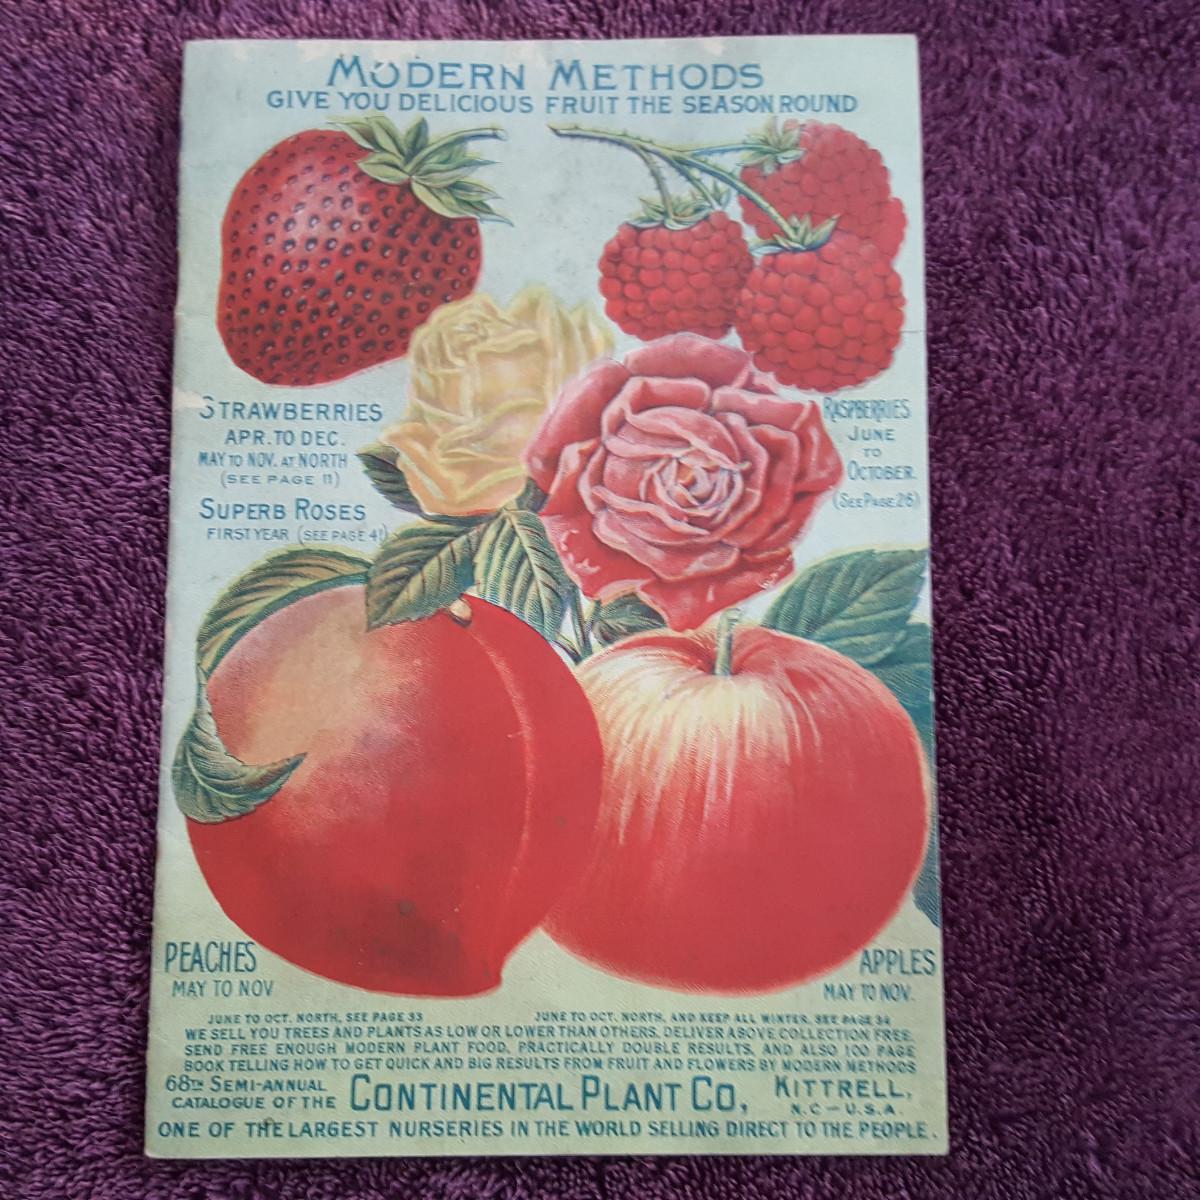 MODERN METHODS
GIVE YOU DELICIOUS FRUIT THE SEASON ROUND
STRAWBERRIES
APR. TO DEC.
MAY TO NOV. AT NORTH
(SEE PAGE 11)
SUPERB ROSES
FIRST YEAR (SEE PAGE 41)
RASPBERRIES
JUNE
TO
OCTOBER.
(SEE PAGE 26)
PEACHES
MAY TO NOV
JUNE TO OCT. NORTH, SEE PAGE 33
APPLES
MAY TO NOV.
JUNE TO OCT. NORTH, AND KEEP ALL WINTER. SEE PAGE 34
WE SELL YOU TREES AND PLANTS AS LOW OR LOWER THAN OTHERS, DELIVER ABOVE COLLECTION FREE,
SEND FREE ENOUGH MODERN PLANT FOOD, PRACTICALLY DOUBLE RESULTS, AND ALSO 100 PAGE
BOOK TELLING HOW TO GET QUICK AND BIG RESULTS FROM FRUIT AND FLOWERS BY MODERN METHODS
68TH SEMI-ANNUAL
CATALOGUE OF THE
CONTINENTAL PLANT CO,
KITTRELL,
N.C – U.S.A.
ONE OF THE LARGEST NURSERIES IN THE WORLD SELLING DIRECT TO THE PEOPLE.